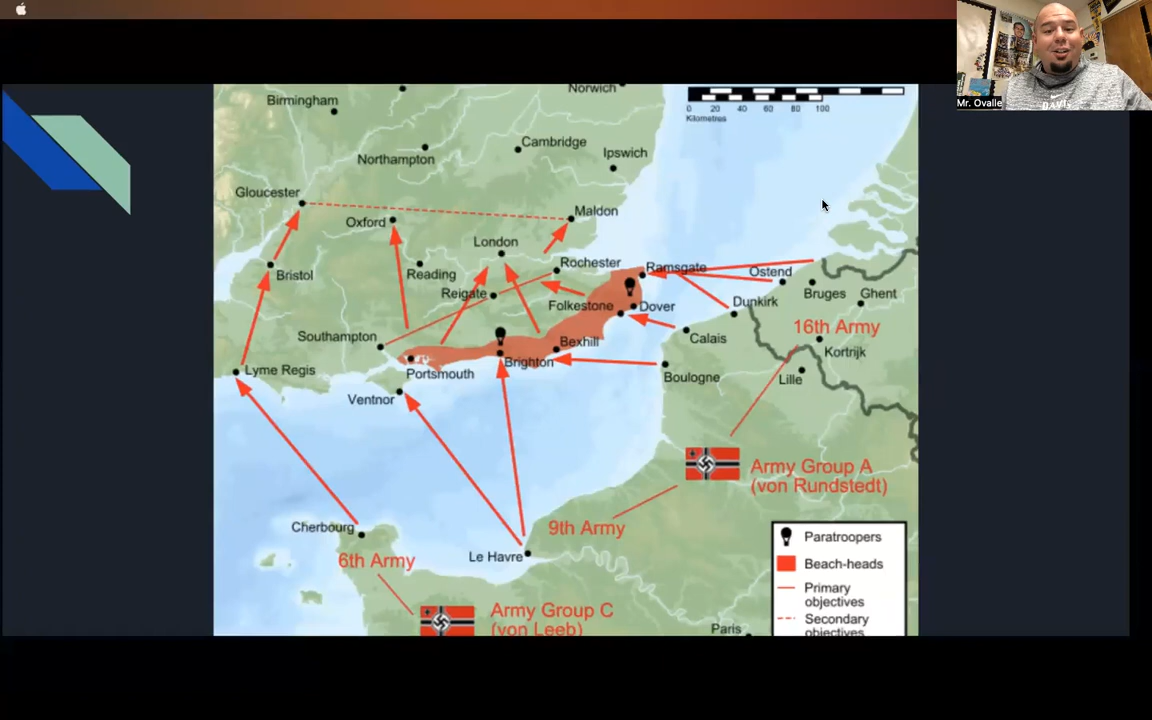 Mr. Ovalle
DAVIS
Birmingham
Norwich
0 20 40 60 80 100
Kilometres
Northampton
Cambridge
Ipswich
Gloucester
Oxford
Maldon
London
Bristol
Reading
Rochester
Ramsgate
Ostend
Reigate
Folkestone
Dover
Dunkirk
Bruges
Ghent
Southampton
Bexhill
Calais
16th Army
Kortrijk
Lyme Regis
Portsmouth
Brighton
Boulogne
Lille
Ventnor
Army Group A
(von Rundstedt)
Cherbourg
9th Army
6th Army
Le Havre
Paratroopers
Beach-heads
Primary
objectives
Secondary
objectives
Army Group C
(von Leeb)
Paris